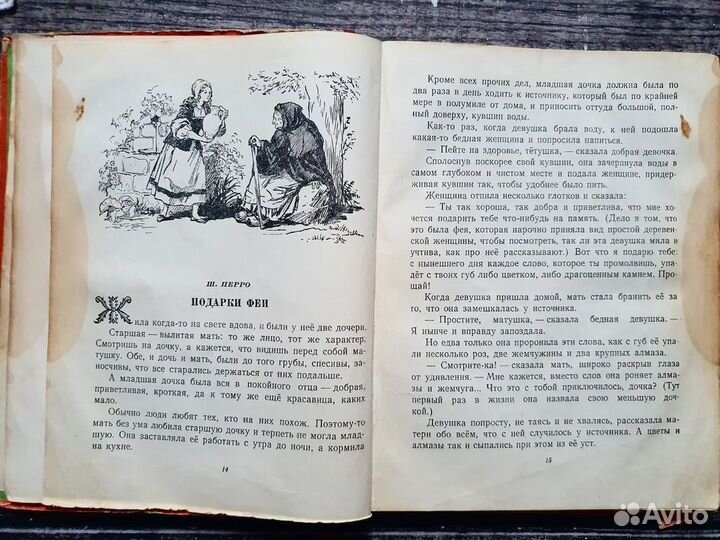 Ш. ПЕРРО
ПОДАРКИ ФЕИ
Жила когда-то на свете вдова, и были у неё две дочери.
Старшая — вылитая мать: то же лицо, тот же характер.
Смотришь на дочку, а кажется, что видишь перед собой ма-
тушку. Обе, и дочь и мать, были до того грубы, спесивы, за-
носчивы, что все старались держаться от них подальше.
А младшая дочка была вся в покойного отца — добрая,
приветливая, кроткая, да к тому же ещё красавица, каких
мало.
Обычно люди любят тех, кто на них похож. Поэтому-то
мать без ума любила старшую дочку и терпеть не могла млад-
шую. Она заставляла её работать с утра до ночи, а кормила
на кухне.
14
Кроме всех прочих дел, младшая дочка должна была по
два раза в день ходить к источнику, который был по крайней
мере в полумиле от дома, и приносить оттуда большой, пол-
ный доверху, кувшин воды.
Как-то раз, когда девушка брала воду, к ней подошла
какая-то бедная женщина и попросила напиться.
— Пейте на здоровье, тётушка, — сказала добрая девочка.
Сполоснув поскорее свой кувшин, она зачерпнула воды в
самом глубоком и чистом месте и подала женщине, придер-
живая кувшин так, чтобы удобнее было пить.
Женщина отпила несколько глотков и сказала:
— Ты так хороша, так добра и приветлива, что мне хо-
чется подарить тебе что-нибудь на память. (Дело в том, что
это была фея, которая нарочно приняла вид простой деревен-
ской женщины, чтобы посмотреть, так ли эта девушка мила и
учтива, как про неё рассказывают.) Вот что я подарю тебе:
с нынешнего дня каждое слово, которое ты промолвишь, упа-
дёт с твоих губ либо цветком, либо драгоценным камнем. Про-
щай!
Когда девушка пришла домой, мать стала бранить её за
то, что она замешкалась у источника.
— Простите, матушка, — сказала бедная девушка. —
Я нынче и вправду запоздала.
Но едва только она проронила эти слова, как с губ её упа-
ли несколько роз, две жемчужины и два крупных алмаза.
— Смотрите-ка! — сказала мать, широко раскрыв глаза
от удивления. — Мне кажется, вместо слов она роняет алма-
зы и жемчуга... Что это с тобой приключилось, дочка? (Тут
первый раз в жизни она назвала свою меньшую доч-
кой.)
Девушка попросту, не таясь и не хвалясь, рассказала ма-
тери обо всём, что с ней случилось у источника. А цветы и
алмазы так и сыпались при этом из её уст.
15
Avito